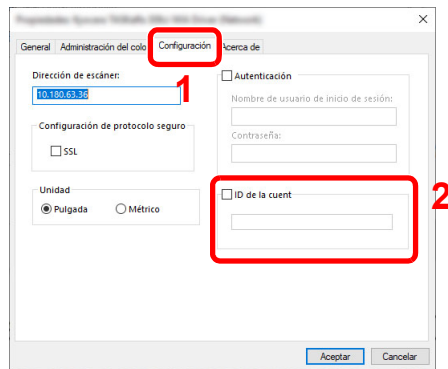 General Administración del colo Configuración Acerca de
1
Dirección de escáner:
10.180.63.36
Configuración de protocolo seguro
SSL
Unidad
Pulgada Métrico
Autenticación
Nombre de usuario de inicio de sesión:
Contraseña:
2
ID de la cuent
Aceptar Cancelar